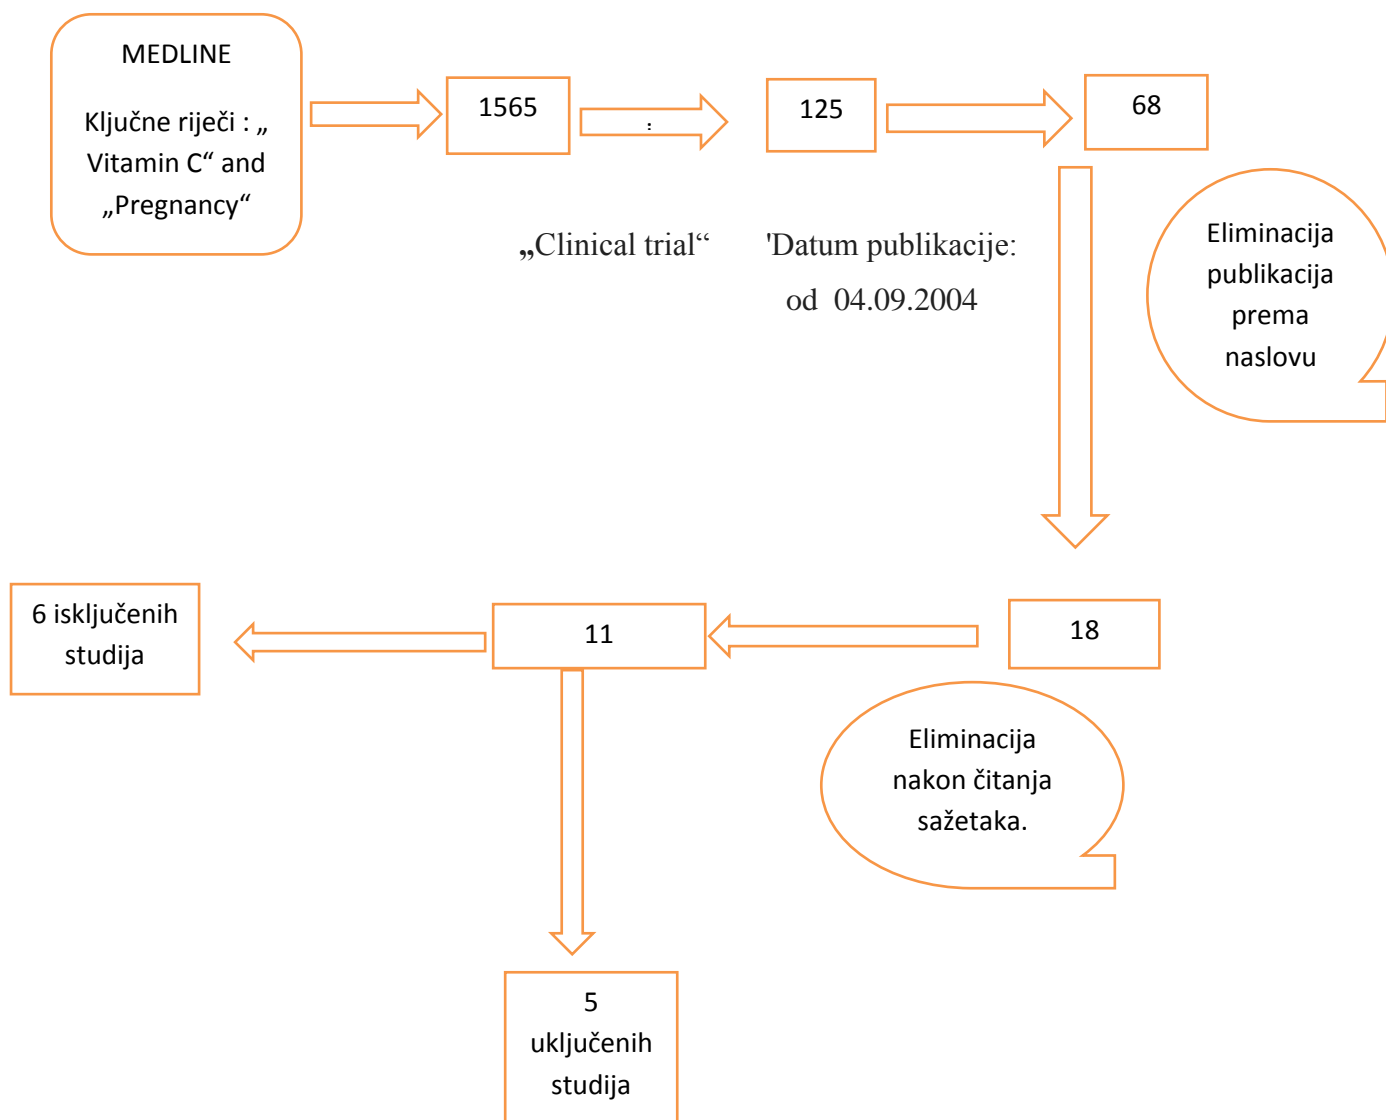 MEDLINE
Ključne riječi : „
Vitamin C“ and
„Pregnancy“
1565
:
125
68
„Clinical trial“
'Datum publikacije:
od 04.09.2004
Eliminacija
publikacija
prema
naslovu
18
Eliminacija
nakon čitanja
sažetaka.
11
6 isključenih
studija
5
uključenih
studija